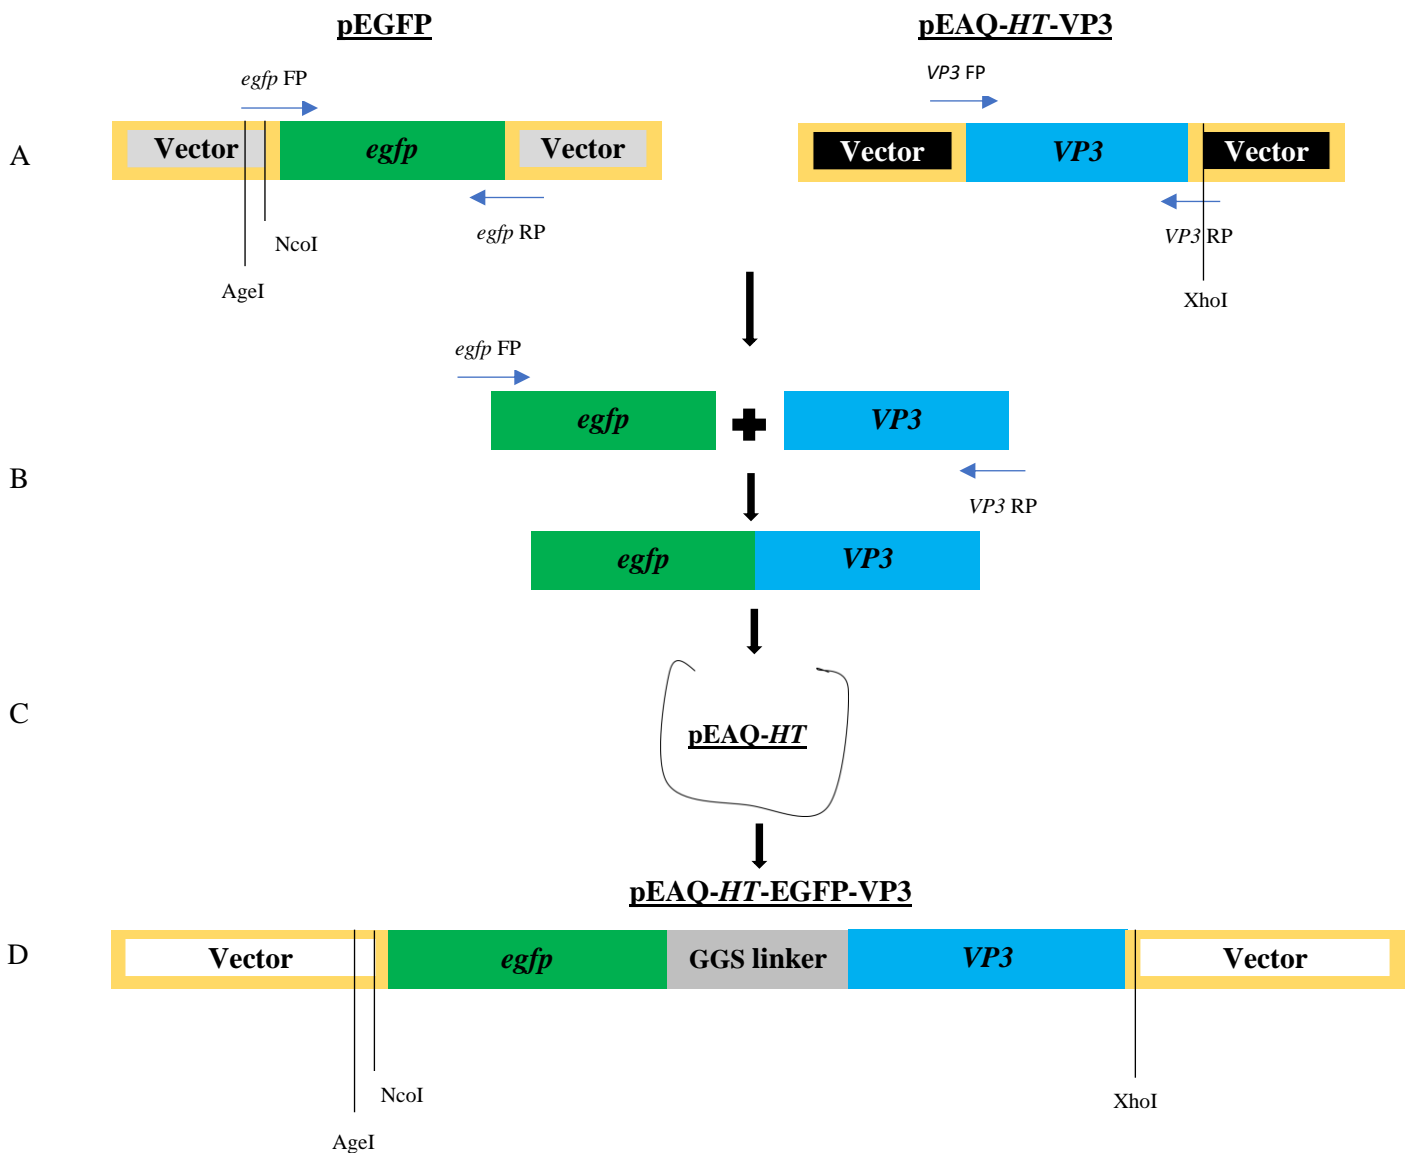 pEGFP
pEAQ-HT-VP3
egfp FP
VP3 FP
A
Vector
egfp
Vector
Vector
VP3
Vector
egfp RP
VP3 RP
NcoI
AgeI
XhoI
egfp FP
egfp
VP3
B
VP3 RP
egfp
VP3
C
pEAQ-HT
pEAQ-HT-EGFP-VP3
D
Vector
egfp
GGS linker
VP3
Vector
NcoI
XhoI
AgeI